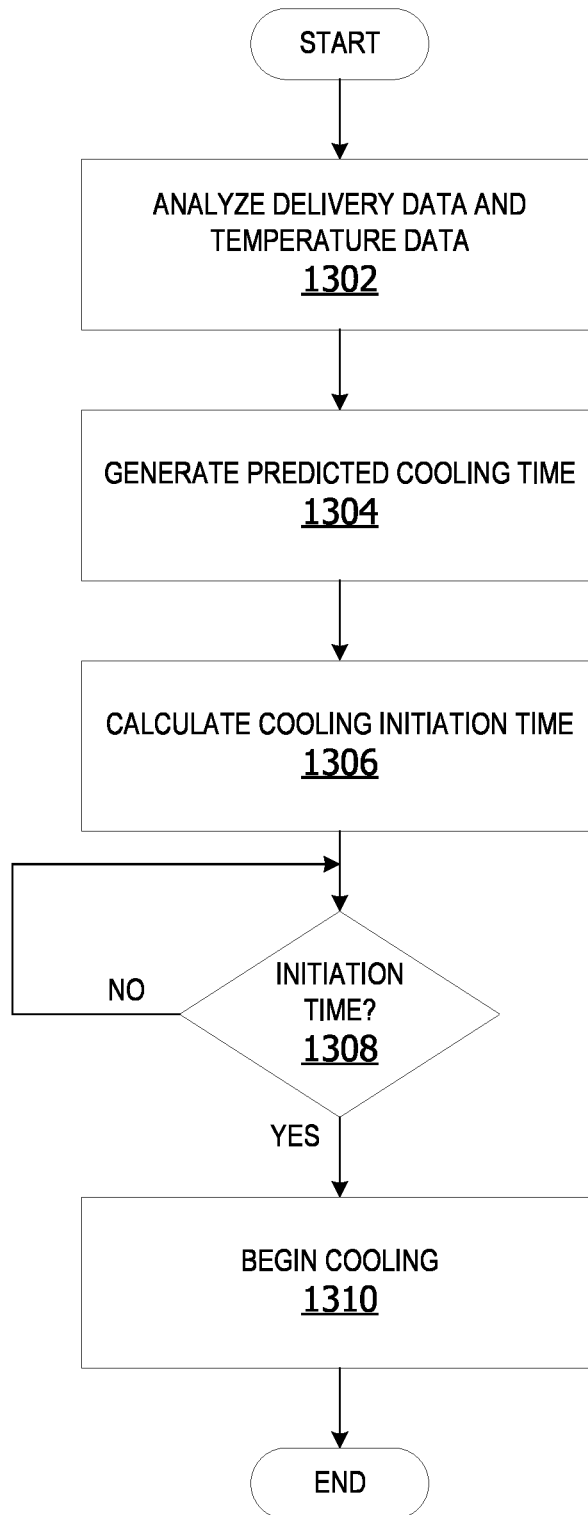 START
ANALYZE DELIVERY DATA AND
TEMPERATURE DATA
1302
GENERATE PREDICTED COOLING TIME
1304
CALCULATE COOLING INITIATION TIME
1306
INITIATION
TIME?
1308
NO
YES
BEGIN COOLING
1310
END